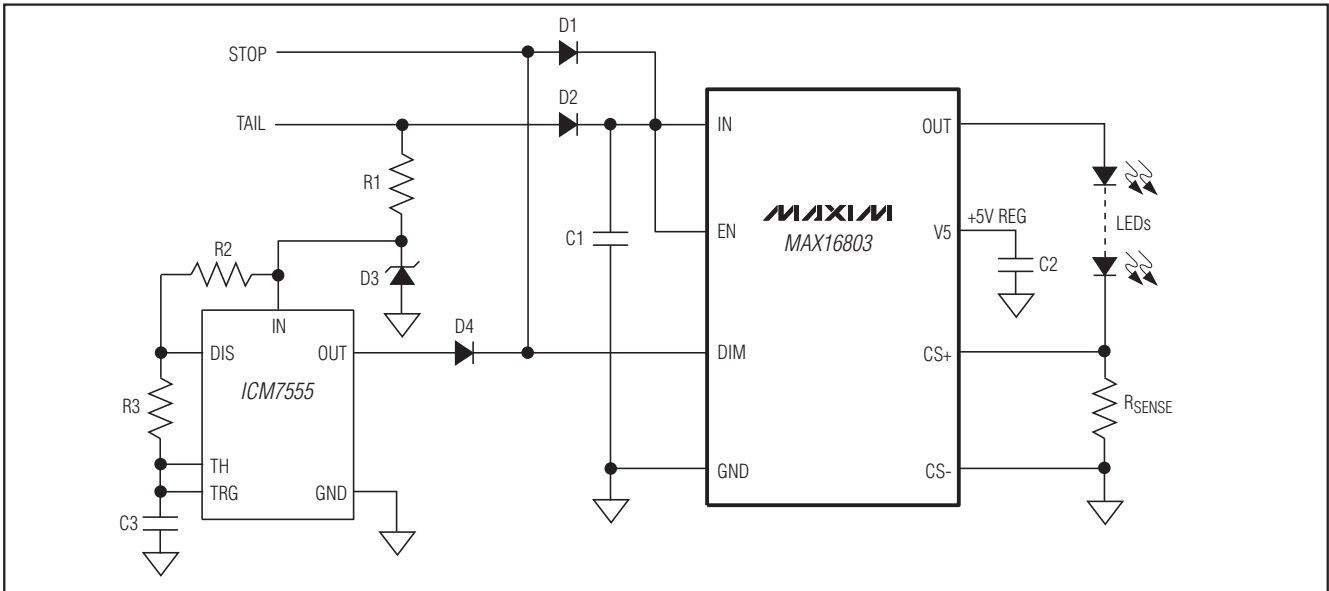 D1
STOP
D2
TAIL
IN
OUT
R1
MAXIM
MAX16803
+5V REG
LEDs
C1
EN
V5
R2
C2
D3
IN
D4
DIS
OUT
DIM
CS+
ICM7555
R3
RSENSE
TH
GND
CS-
TRG
GND
C3